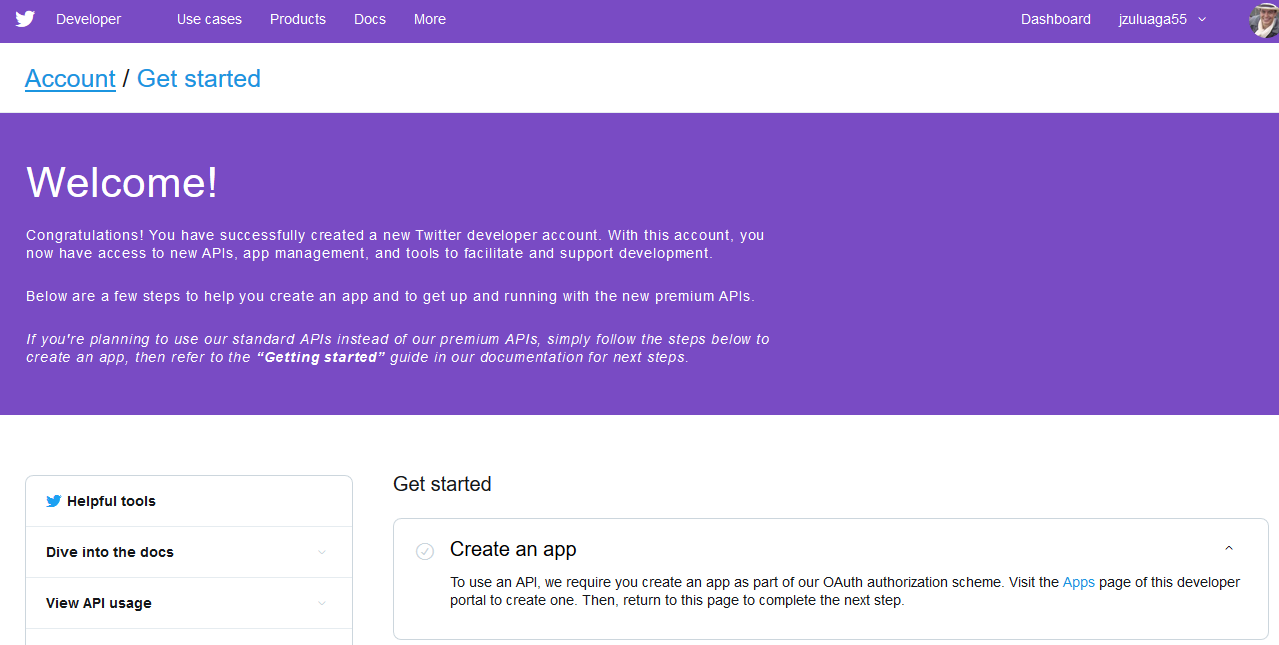 Developer Use cases Products Docs More Dashboard jzuluaga55
Account / Get started
Welcome!
Congratulations! You have successfully created a new Twitter developer account. With this account, you
now have access to new APIs, app management, and tools to facilitate and support development.
Below are a few steps to help you create an app and to get up and running with the new premium APIs.
If you're planning to use our standard APIs instead of our premium APIs, simply follow the steps below to
create an app, then refer to the “Getting started” guide in our documentation for next steps.
Helpful tools
Dive into the docs
View API usage
Get started
Create an app
To use an API, we require you create an app as part of our OAuth authorization scheme. Visit the Apps page of this developer
portal to create one. Then, return to this page to complete the next step.